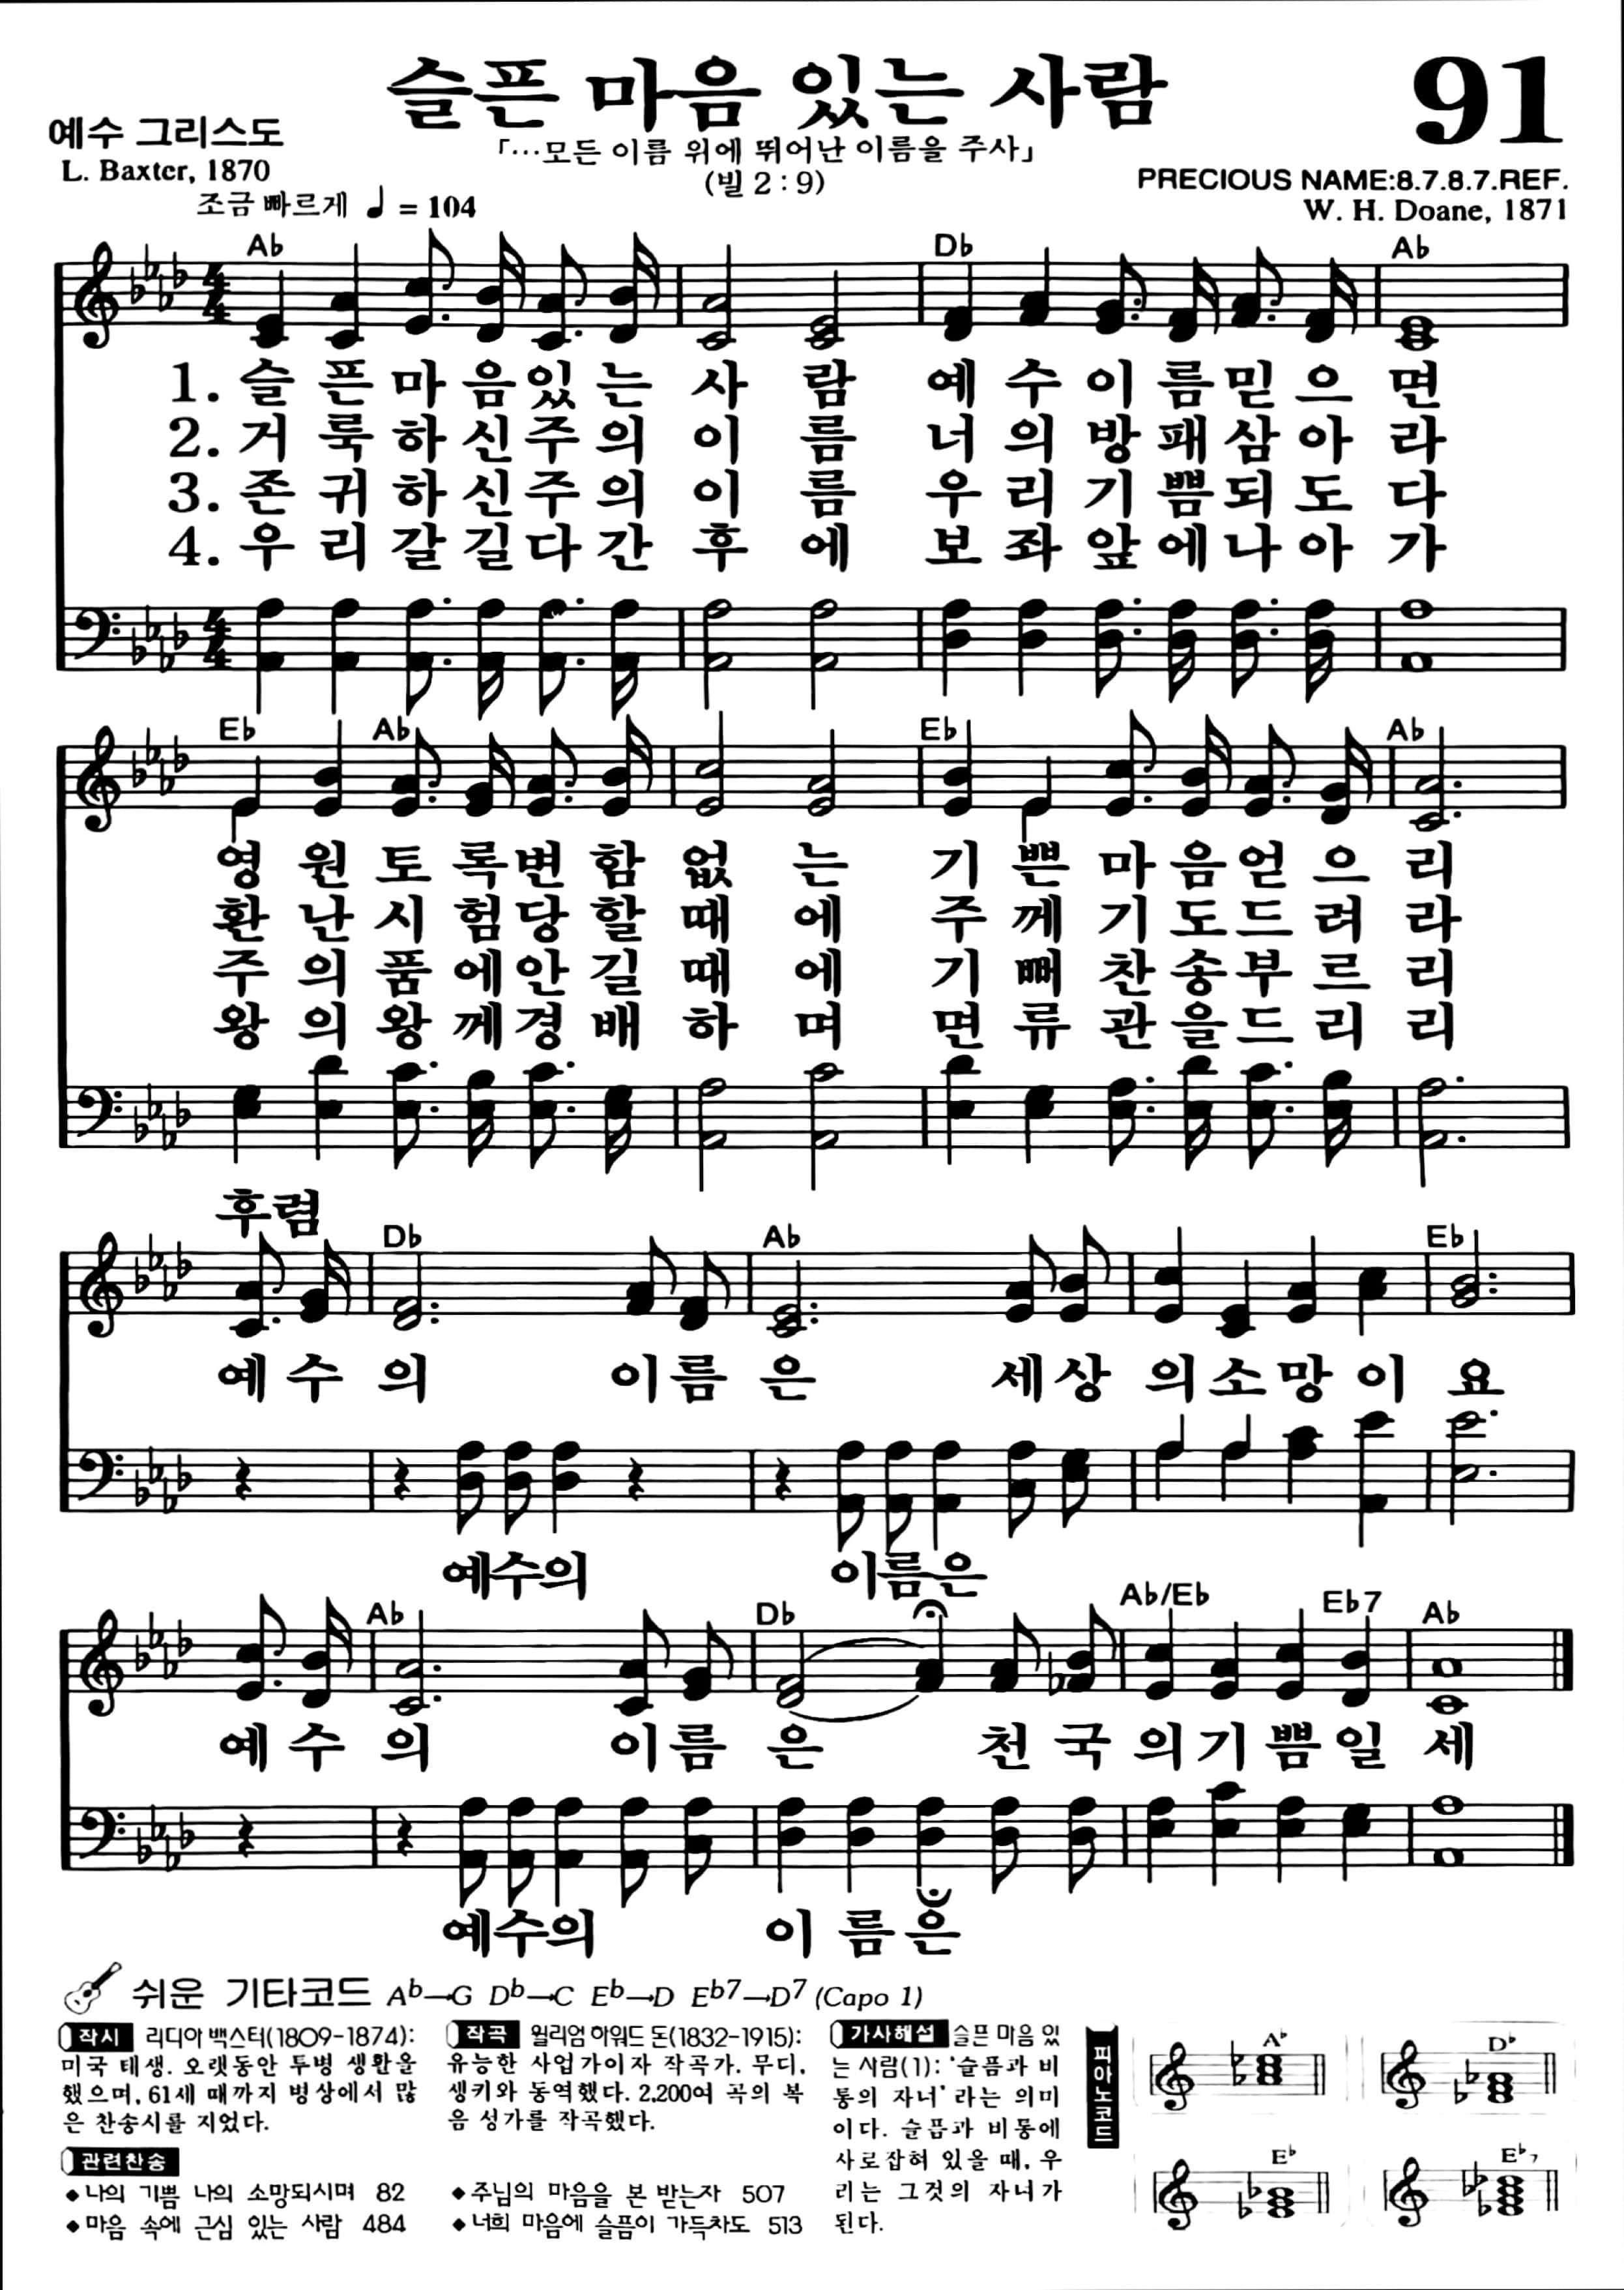 슬픈 마음 있는 사람
91
예수 그리스도
「…모든 이름 위에 뛰어난 이름을 주사」
L. Baxter, 1870
(빌 2 : 9)
PRECIOUS NAME:8.7.8.7.REF.
조금 빠르게 ♩ = 104
W. H. Doane, 1871
A♭ D♭ A♭
4/4
1. 슬 픈 마 음 있 는 사 람 예 수 이 름 믿 으 면
2. 거 룩 하 신 주 의 이 름 너 의 방 패 삼 아 라
3. 존 귀 하 신 주 의 이 름 우 리 기 쁨 되 도 다
4. 우 리 갈 길 다 간 후 에 보 좌 앞 에 나 아 가
4/4
E♭ A♭ E♭ A♭
영 원 토 록 변 함 없 는 기 쁜 마 음 얻 으 리
환 난 시 험 당 할 때 에 주 께 기 도 드 려 라
주 의 품 에 안 길 때 에 기 뻐 찬 송 부 르 리
왕 의 왕 께 경 배 하 며 면 류 관 을 드 리 리
후렴
D♭ A♭ E♭
예 수 의 이 름 은 세 상 의 소 망 이 요
예수의 이름은
A♭ D♭ A♭/E♭ E♭7 A♭
예 수 의 이 름 은 천 국 의 기 쁨 일 세
예수의 이 름 은
쉬운 기타코드 A♭→G D♭→C E♭→D E♭7→D7 (Capo 1)
작시 리디아 백스터(1809-1874):
미국 태생. 오랫동안 투병 생활을
했으며, 61세 때까지 병상에서 많
은 찬송시를 지었다.
작곡 윌리엄 하워드 돈(1832-1915):
유능한 사업가이자 작곡가. 무디,
생키와 동역했다. 2,200여 곡의 복
음 성가를 작곡했다.
가사해설 슬픈 마음 있
는 사람(1): '슬픔과 비
통의 자녀' 라는 의미
이다. 슬픔과 비통에
사로잡혀 있을 때, 우
리는 그것의 자녀가
된다.
관련찬송
◆나의 기쁨 나의 소망되시며 82
◆마음 속에 근심 있는 사람 484
◆주님의 마음을 본 받는자 507
◆너희 마음에 슬픔이 가득차도 513
피아노코드
A♭ D♭
E♭ E♭7